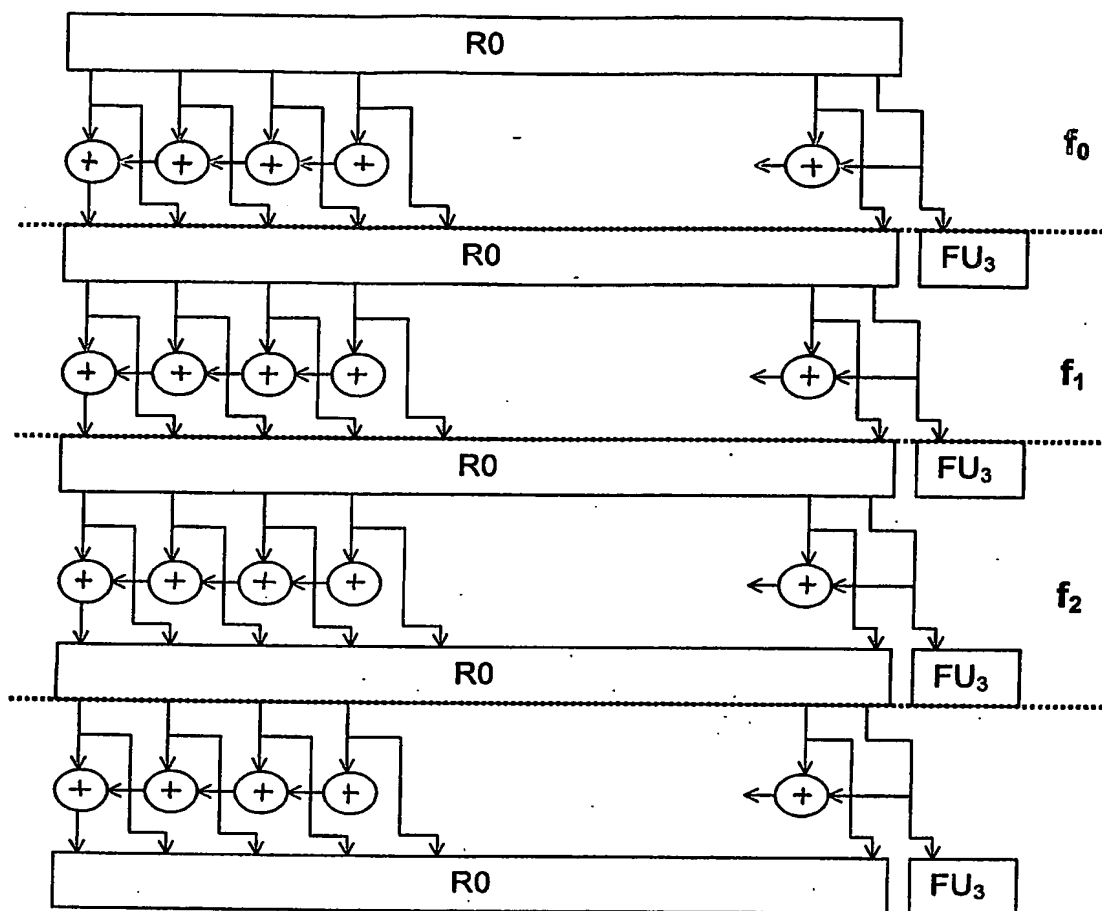 R0
+ + + + +
f₀
R0 FU₃
+ + + + +
f₁
R0 FU₃
+ + + + +
f₂
R0 FU₃
+ + + + +
R0 FU₃